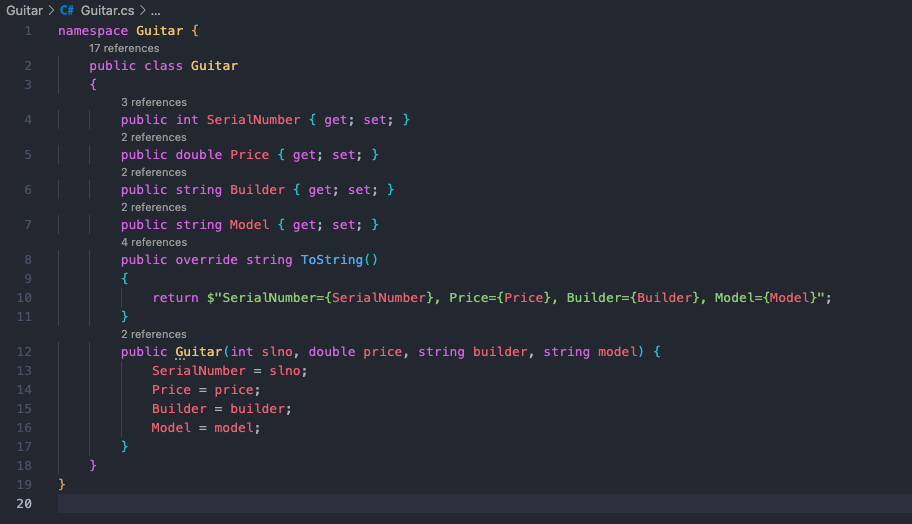 Guitar > C# Guitar.cs > ...
1 namespace Guitar {
17 references
2 public class Guitar
3 {
3 references
4 public int SerialNumber { get; set; }
2 references
5 public double Price { get; set; }
2 references
6 public string Builder { get; set; }
2 references
7 public string Model { get; set; }
4 references
8 public override string ToString()
9 {
10 return $"SerialNumber={SerialNumber}, Price={Price}, Builder={Builder}, Model={Model}";
11 }
2 references
12 public Guitar(int slno, double price, string builder, string model) {
13 SerialNumber = slno;
14 Price = price;
15 Builder = builder;
16 Model = model;
17 }
18 }
19 }
20